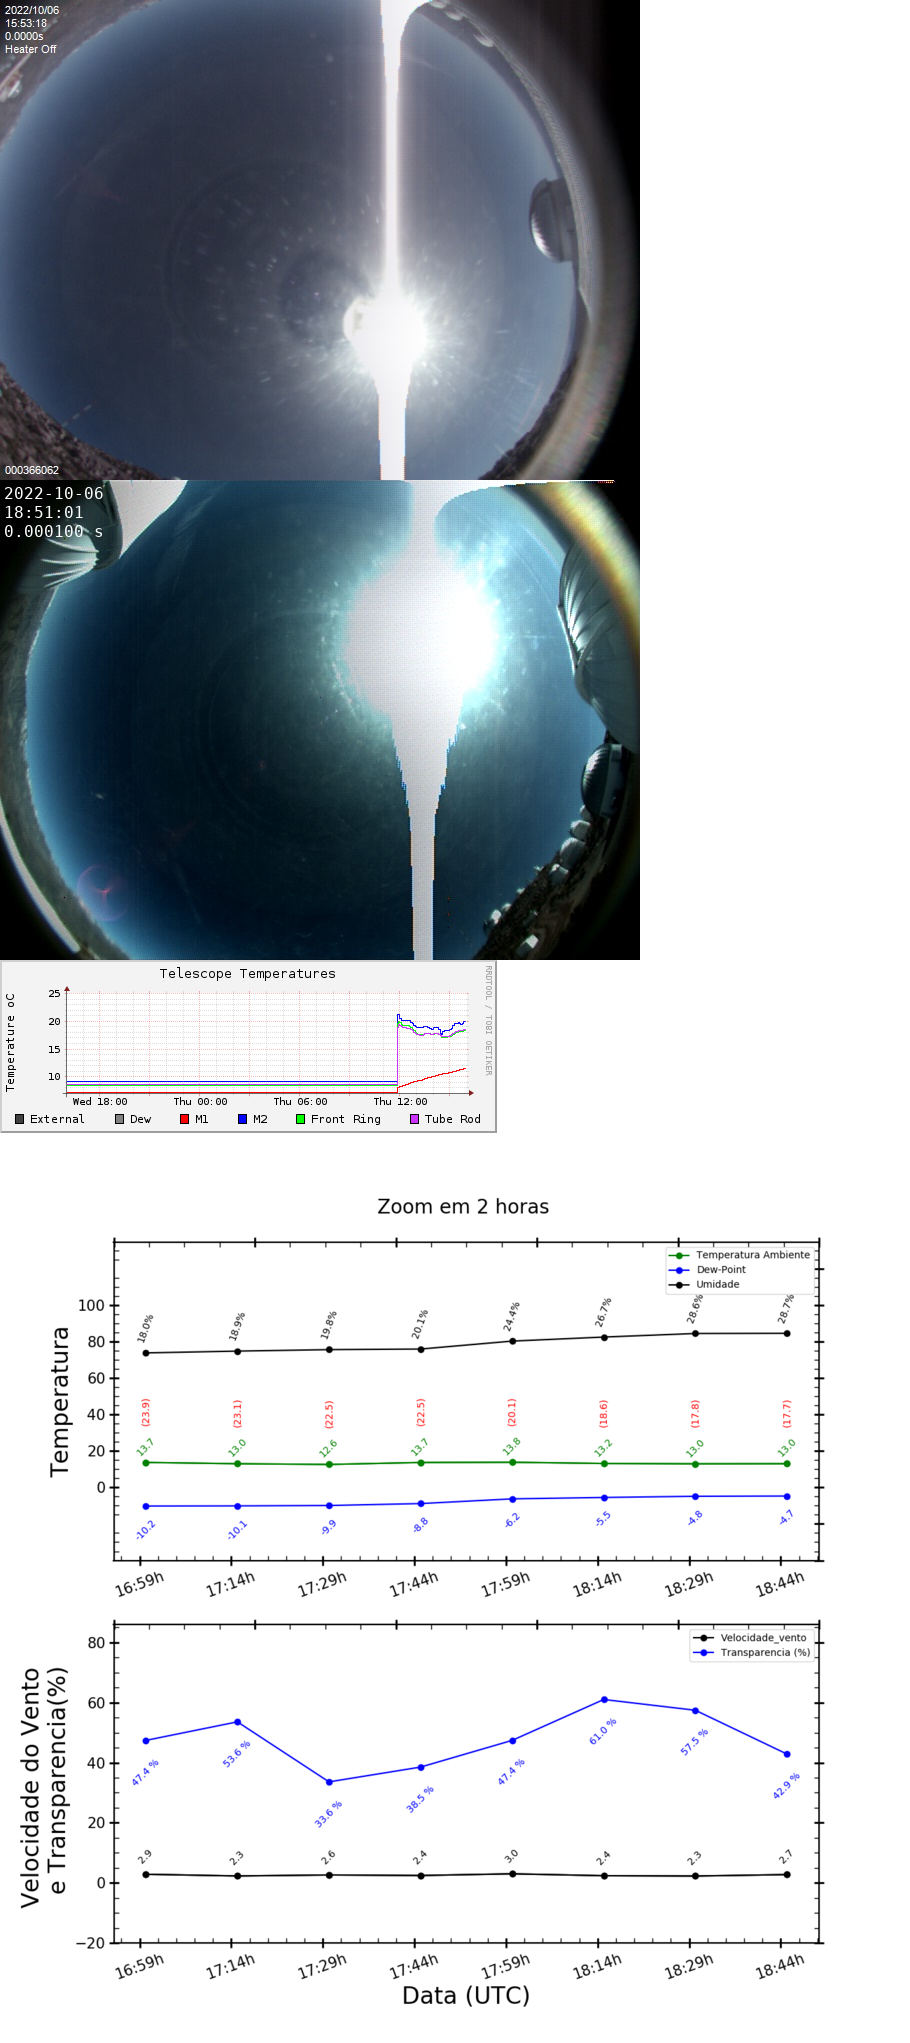 2022/10/06
15:53:18
0.0000s
Heater Off
000366062
2022-10-06
18:51:01
0.000100 s
Telescope Temperatures
RRDTOOL / TOBI OETIKER
Temperature oC
25
20
15
10
Wed 18:00 Thu 00:00 Thu 06:00 Thu 12:00
External Dew M1 M2 Front Ring Tube Rod
Zoom em 2 horas
Temperatura Ambiente
Dew-Point
Umidade
Temperatura
100
80
60
40
20
0
18.0% 18.9% 19.8% 20.1% 24.4% 26.7% 28.6% 28.7%
(23.9) (23.1) (22.5) (22.5) (20.1) (18.6) (17.8) (17.7)
13.7 13.0 12.6 13.7 13.8 13.2 13.0 13.0
-10.2 -10.1 -9.9 -8.8 -6.2 -5.5 -4.8 -4.7
16:59h 17:14h 17:29h 17:44h 17:59h 18:14h 18:29h 18:44h
Velocidade_vento
Transparencia (%)
Velocidade do Vento
e Transparencia(%)
80
60
40
20
0
−20
47.4 % 53.6 % 33.6 % 38.5 % 47.4 % 61.0 % 57.5 % 42.9 %
2.9 2.3 2.6 2.4 3.0 2.4 2.3 2.7
16:59h 17:14h 17:29h 17:44h 17:59h 18:14h 18:29h 18:44h
Data (UTC)